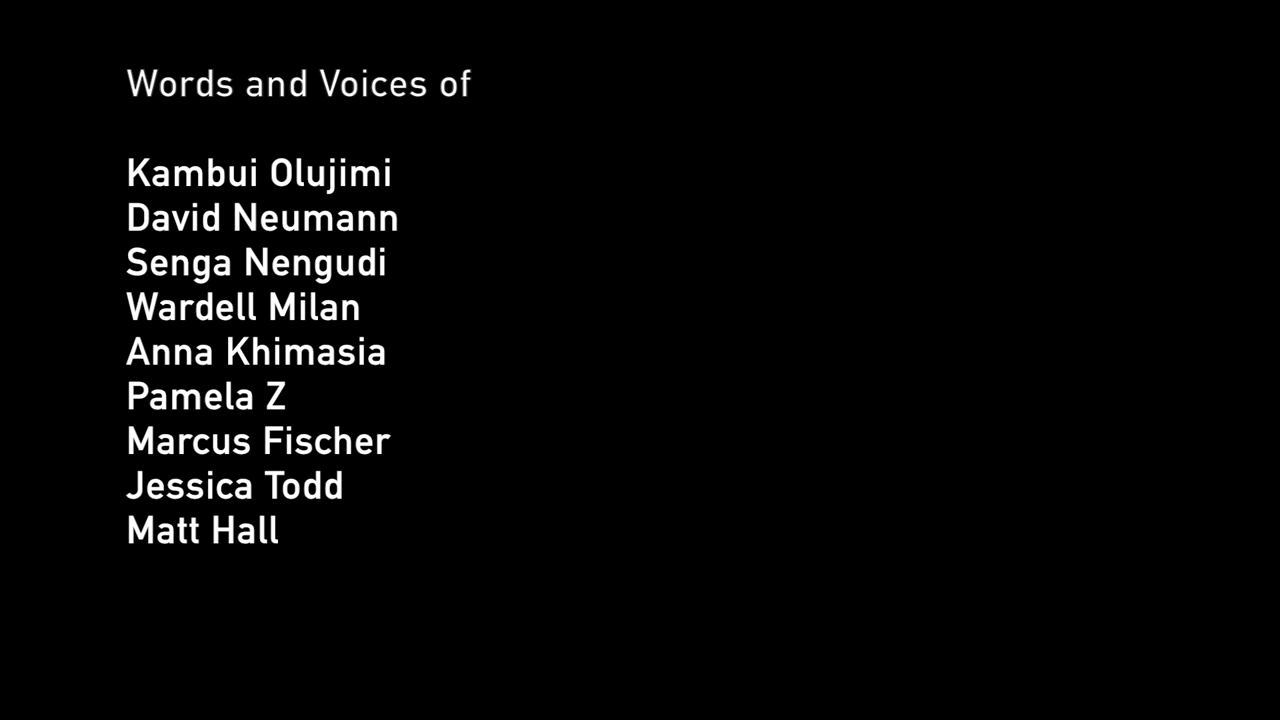 Words and Voices of
Kambui Olujimi
David Neumann
Senga Nengudi
Wardell Milan
Anna Khimasia
Pamela Z
Marcus Fischer
Jessica Todd
Matt Hall